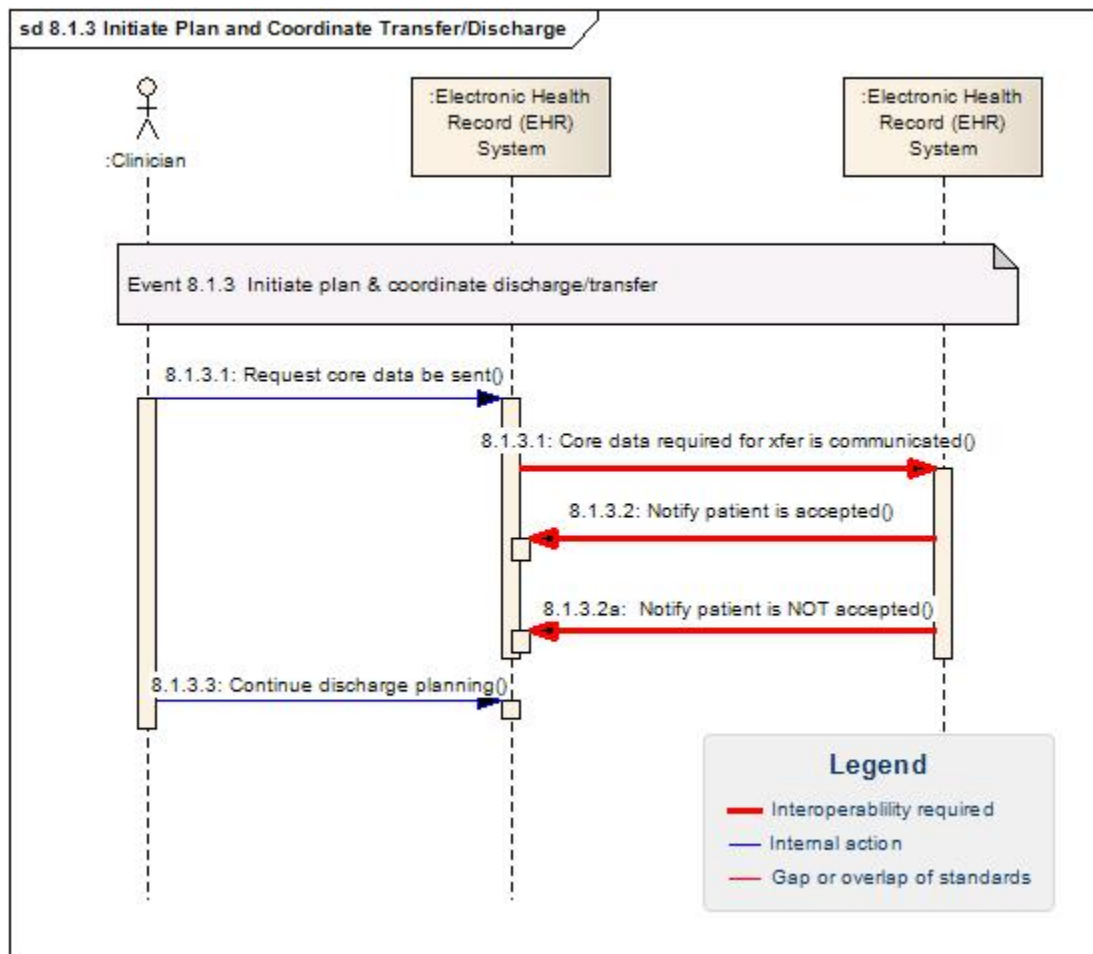 sd 8.1.3 Initiate Plan and Coordinate Transfer/Discharge
:Clinician
:Electronic Health
Record (EHR)
System
:Electronic Health
Record (EHR)
System
Event 8.1.3 Initiate plan & coordinate discharge/transfer
8.1.3.1: Request core data be sent()
8.1.3.1: Core data required for xfer is communicated()
8.1.3.2: Notify patient is accepted()
8.1.3.2a: Notify patient is NOT accepted()
8.1.3.3: Continue discharge planning()
Legend
Interoperablility required
Internal action
Gap or overlap of standards